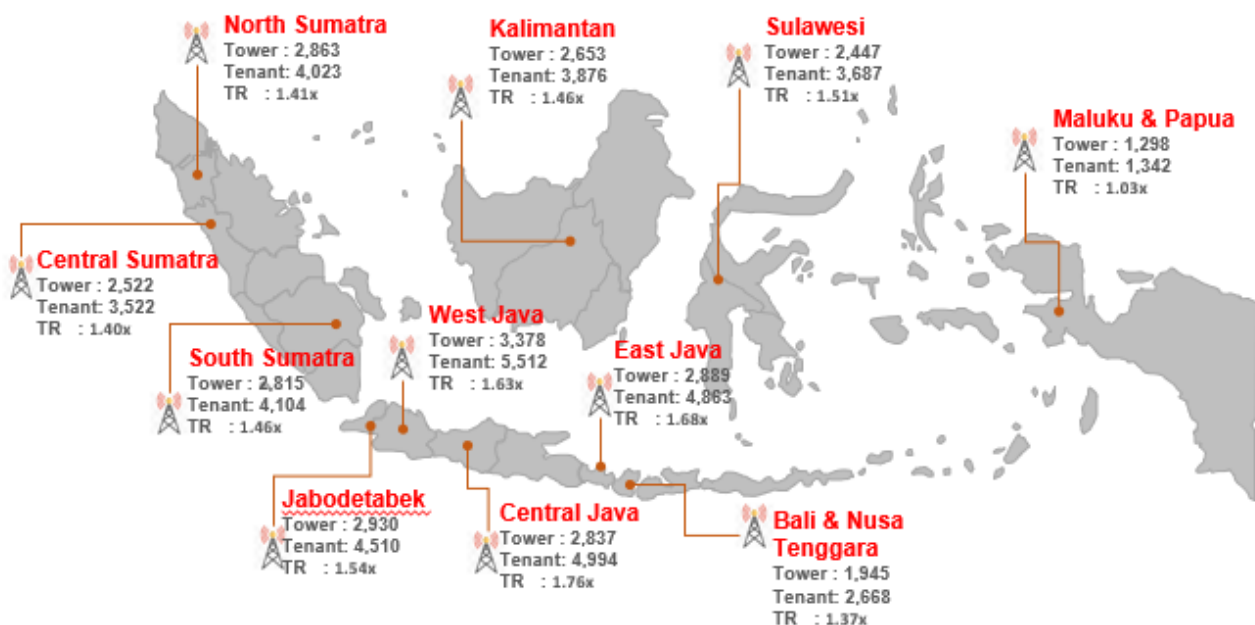 North Sumatra
Tower : 2,863
Tenant: 4,023
TR : 1.41x
Kalimantan
Tower : 2,653
Tenant: 3,876
TR : 1.46x
Sulawesi
Tower : 2,447
Tenant: 3,687
TR : 1.51x
Maluku & Papua
Tower : 1,298
Tenant: 1,342
TR : 1.03x
Central Sumatra
Tower : 2,522
Tenant: 3,522
TR : 1.40x
South Sumatra
Tower : 2,815
Tenant: 4,104
TR : 1.46x
West Java
Tower : 3,378
Tenant: 5,512
TR : 1.63x
East Java
Tower : 2,889
Tenant: 4,863
TR : 1.68x
Jabodetabek
Tower : 2,930
Tenant: 4,510
TR : 1.54x
Central Java
Tower : 2,837
Tenant: 4,994
TR : 1.76x
Bali & Nusa
Tenggara
Tower : 1,945
Tenant: 2,668
TR : 1.37x